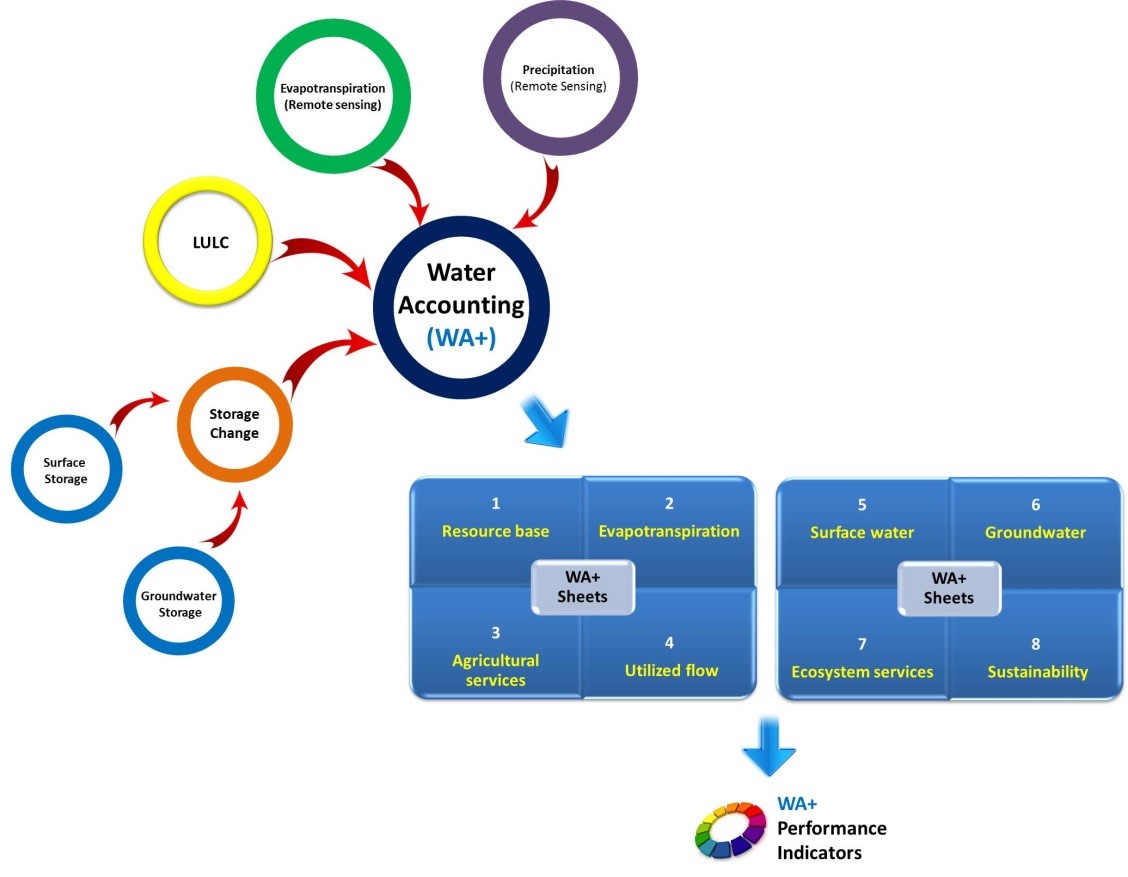 Evapotranspiration
(Remote sensing)
Precipitation
(Remote Sensing)
LULC
Water
Accounting
(WA+)
Storage
Change
Surface
Storage
Groundwater
Storage
1
Resource base
2
Evapotranspiration
WA+
Sheets
3
Agricultural
services
4
Utilized flow
5
Surface water
6
Groundwater
WA+
Sheets
7
Ecosystem services
8
Sustainability
WA+
Performance
Indicators